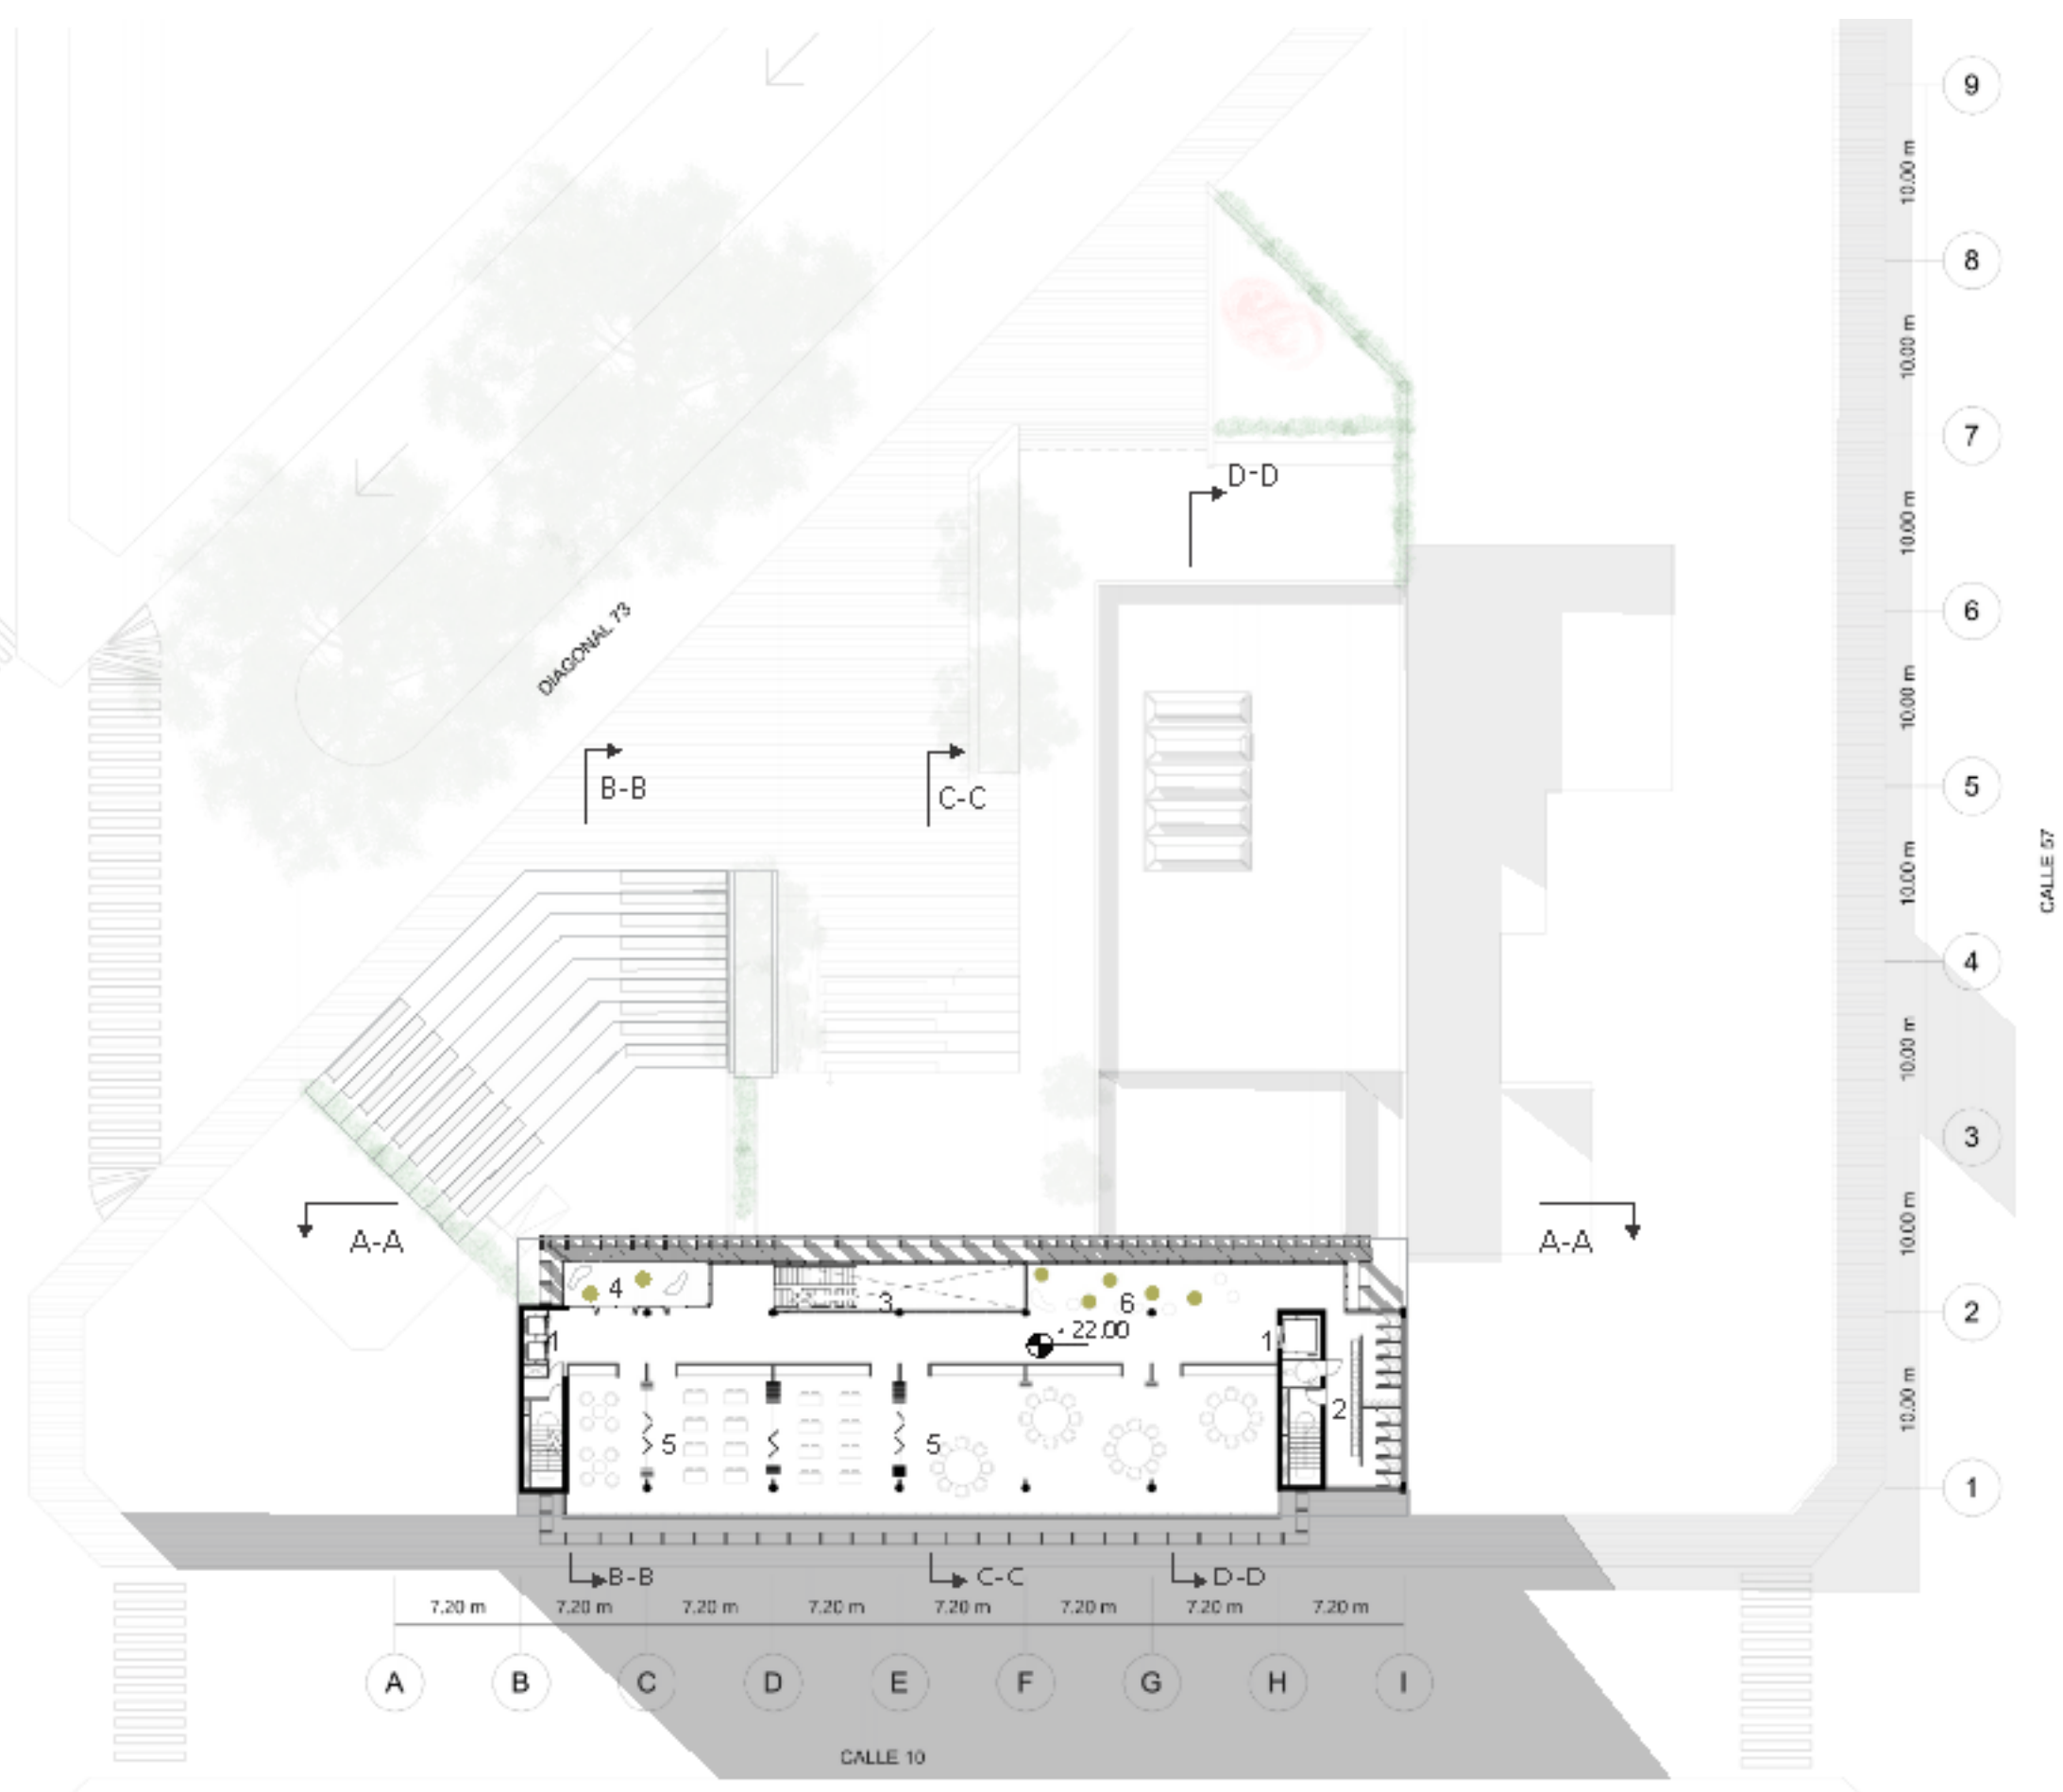 9
10.00 m
8
10.00 m
7
D-D
10.00 m
6
DIAGONAL 73
10.00 m
B-B
C-C
5
CALLE 57
10.00 m
4
10.00 m
3
A-A
A-A
10.00 m
4
3
6
2
1
22.00
1
10.00 m
5
5
2
1
B-B
C-C
D-D
7.20 m 7.20 m 7.20 m 7.20 m 7.20 m 7.20 m 7.20 m 7.20 m
A B C D E F G H I
CALLE 10